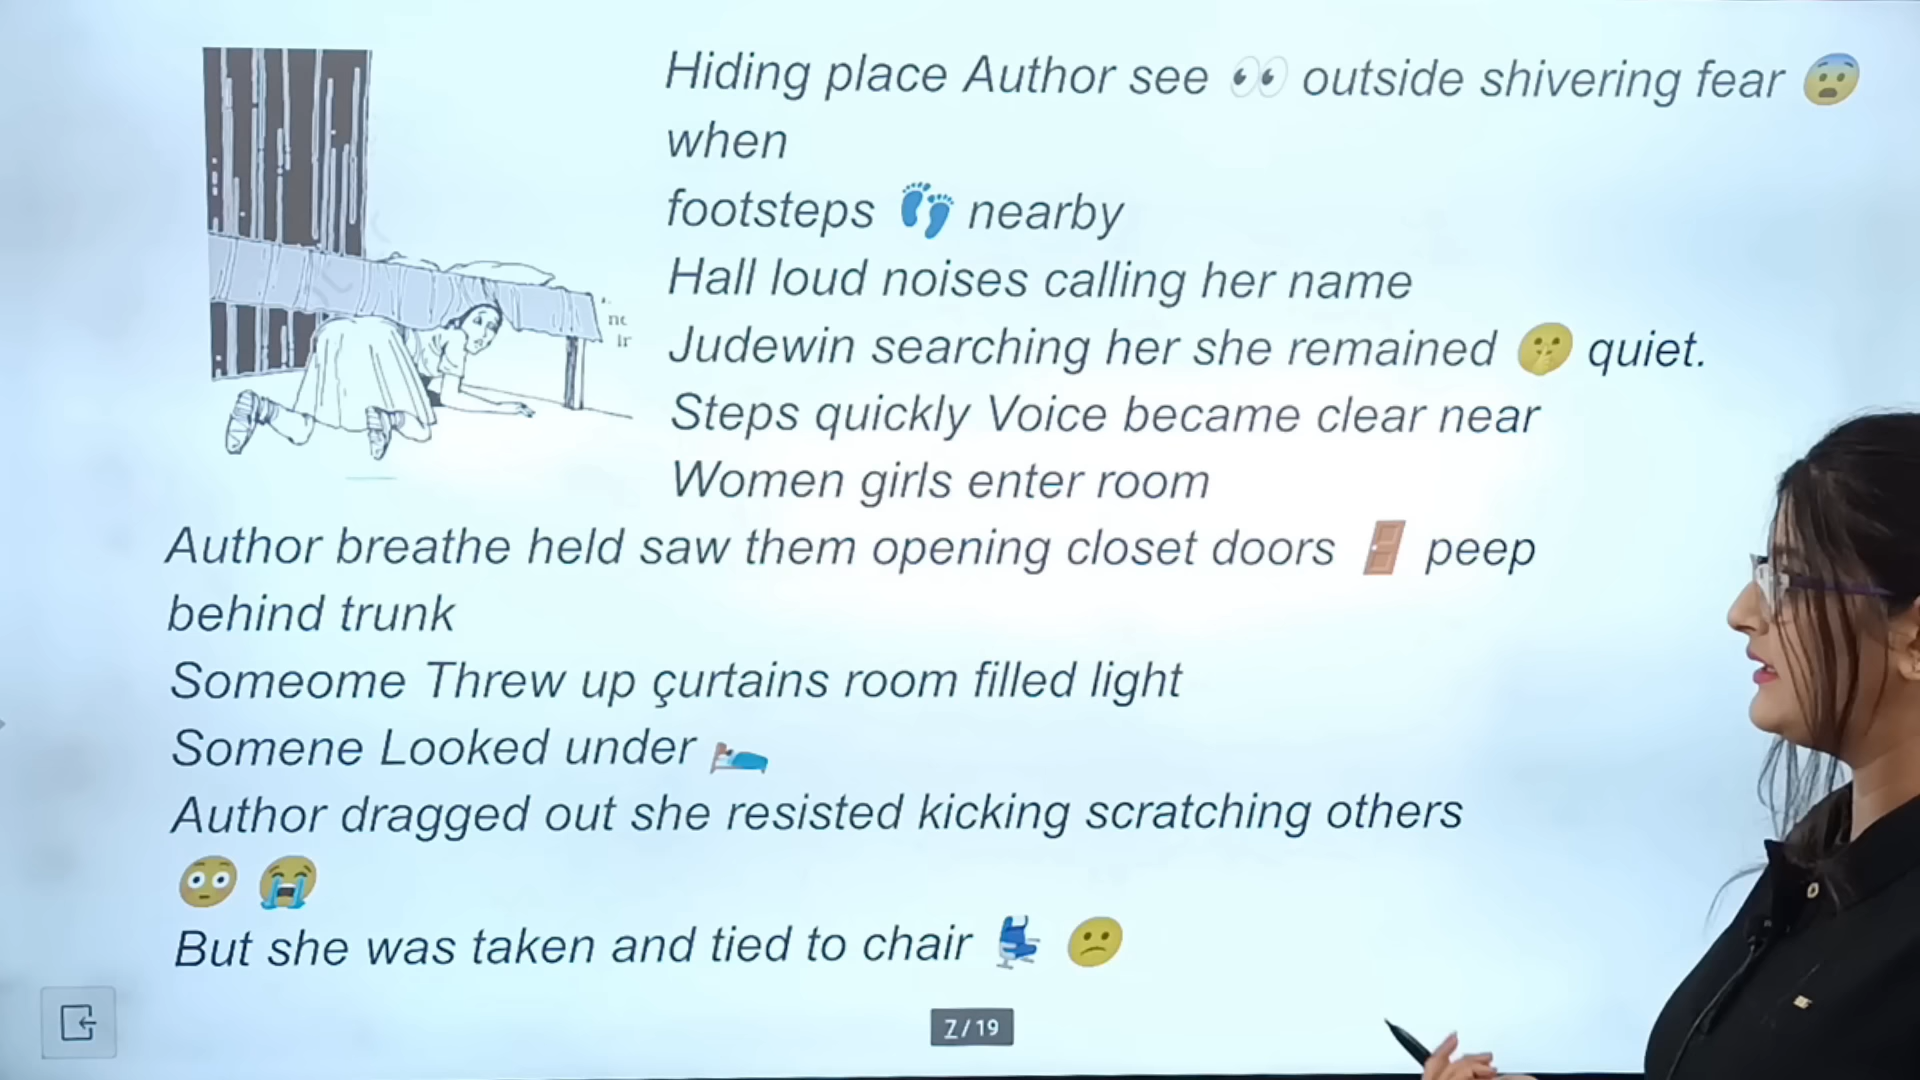 Hiding place Author see 👀 outside shivering fear 😨
when
footsteps 👣 nearby
Hall loud noises calling her name
Judewin searching her she remained 🤫 quiet.
Steps quickly Voice became clear near
Women girls enter room
Author breathe held saw them opening closet doors 🚪 peep
behind trunk
Someome Threw up çurtains room filled light
Somene Looked under 🛌
Author dragged out she resisted kicking scratching others
😳 😭
But she was taken and tied to chair 💺 😕
7/19